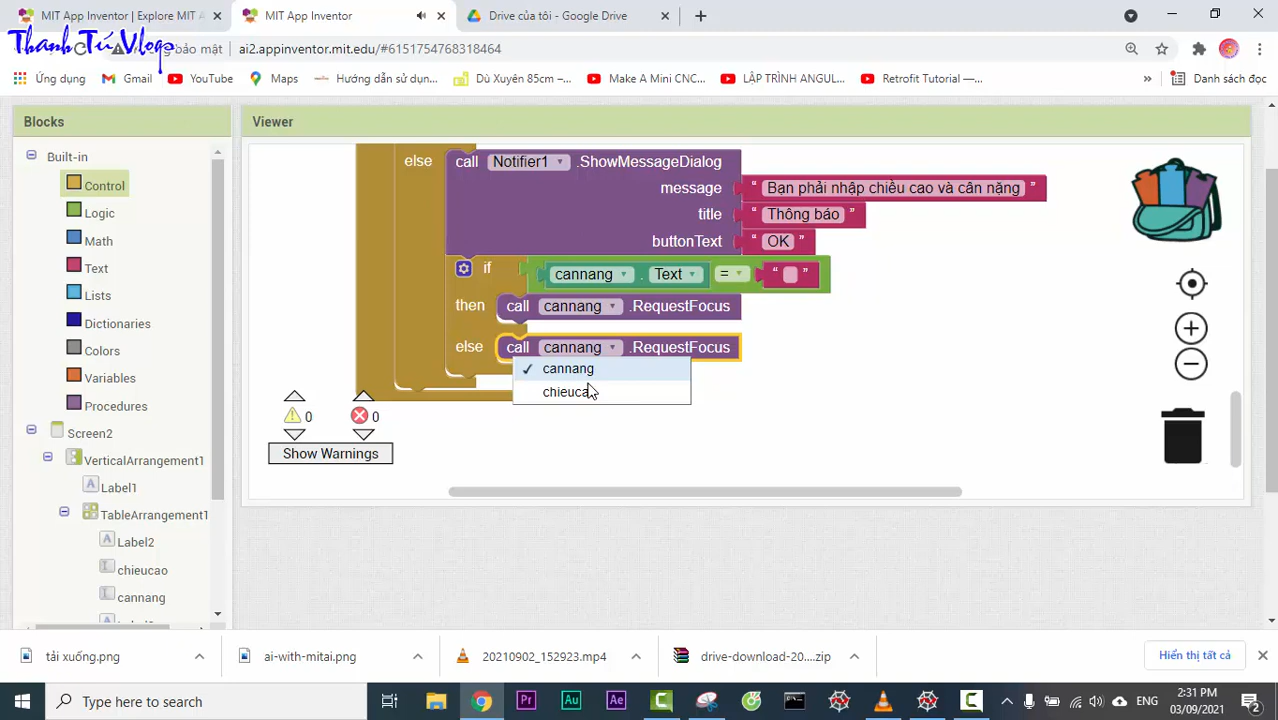 MIT App Inventor | Explore MIT A
MIT App Inventor
Drive của tôi - Google Drive
Thanh Tú Vlogs
bảo mật
ai2.appinventor.mit.edu/#6151754768318464
Ứng dụng
Gmail
YouTube
Maps
Hướng dẫn sử dụn...
Dù Xuyên 85cm –...
Make A Mini CNC...
LẬP TRÌNH ANGUL...
Retrofit Tutorial —...
»
Danh sách đọc
Blocks
Viewer
Built-in
Control
Logic
Math
Text
Lists
Dictionaries
Colors
Variables
Procedures
Screen2
VerticalArrangement1
Label1
TableArrangement1
Label2
chieucao
cannang
else call Notifier1 .ShowMessageDialog
message “ Bạn phải nhập chiều cao và cân nặng ”
title “ Thông báo ”
buttonText “ OK ”
if cannang . Text = “ ”
then call cannang .RequestFocus
else call cannang .RequestFocus
✓ cannang
0 0
Show Warnings
tải xuống.png
ai-with-mitai.png
20210902_152923.mp4
drive-download-20....zip
Hiển thị tất cả
Type here to search
Pr
Au
Ae
ENG
2:31 PM
03/09/2021